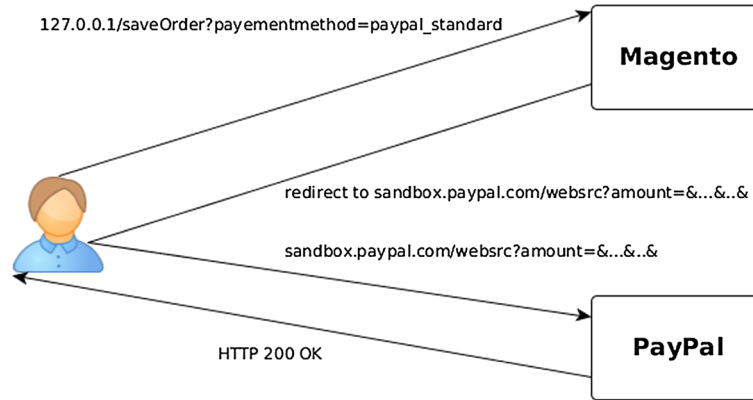 127.0.0.1/saveOrder?payementmethod=paypal_standard
Magento
redirect to sandbox.paypal.com/websrc?amount=&...&..&
sandbox.paypal.com/websrc?amount=&...&..&
PayPal
HTTP 200 OK